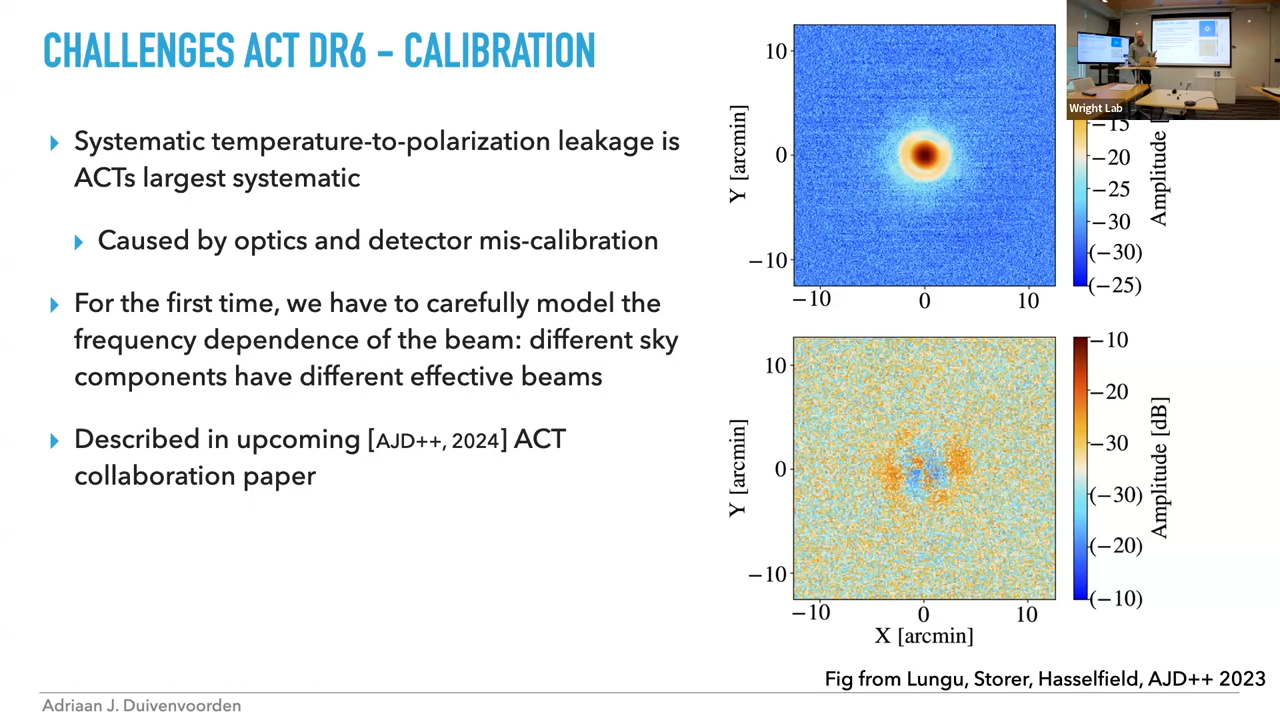 CHALLENGES ACT DR6 – CALIBRATION
Systematic temperature-to-polarization leakage is
ACTs largest systematic
Caused by optics and detector mis-calibration
For the first time, we have to carefully model the
frequency dependence of the beam: different sky
components have different effective beams
Described in upcoming [AJD++, 2024] ACT
collaboration paper
10
0
−10
Y [arcmin]
−10
0
10
−15
−20
−25
−30
(−30)
(−25)
Amplitude [
Wright Lab
10
0
−10
Y [arcmin]
−10
0
10
X [arcmin]
−10
−20
−30
(−30)
(−20)
(−10)
Amplitude [dB]
Fig from Lungu, Storer, Hasselfield, AJD++ 2023
Adriaan J. Duivenvoorden